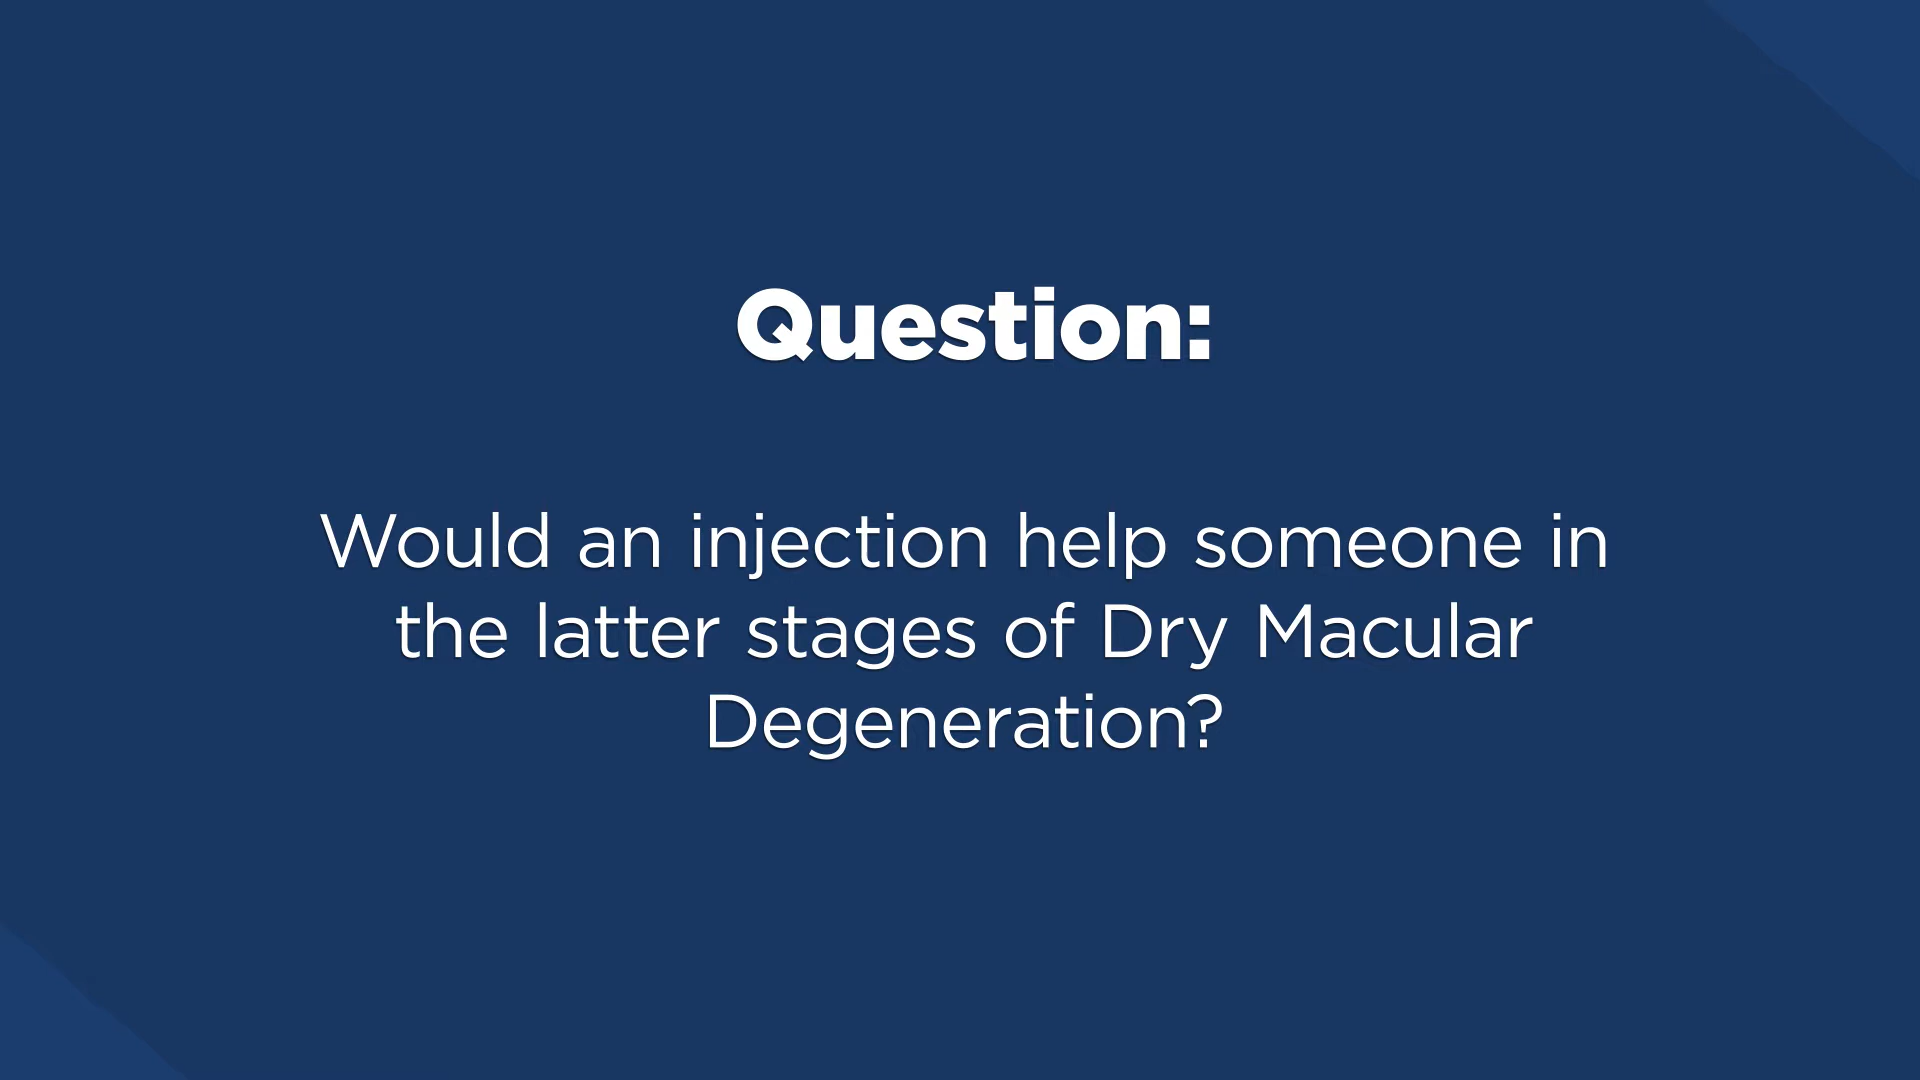 Question:
Would an injection help someone in
the latter stages of Dry Macular
Degeneration?